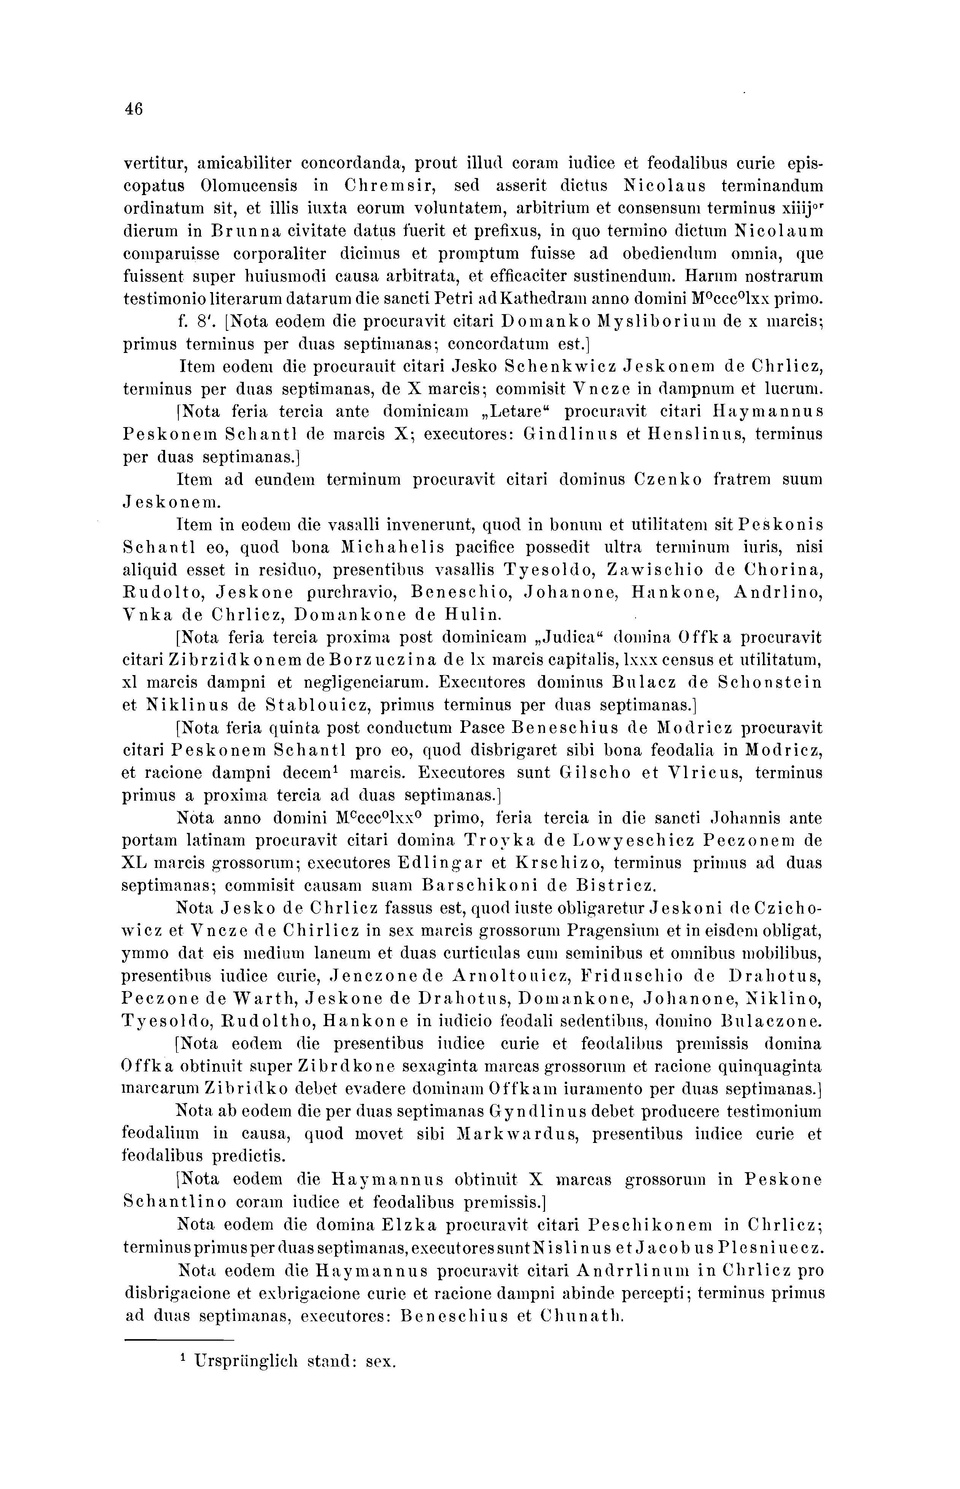 46
vertitur, amicabiliter concordanda, prout illud coram iudice et feodalibus curie epis-
copatus Olomucensis in Chremsir, sed asserit dictus Nicolaus terminandum
ordinatum sit, et illis iuxta eorum voluntatem, arbitrium et consensum terminus xiiijᵒʳ
dierum in Brunna civitate datus fuerit et prefixus, in quo termino dictum Nicolaum
comparuisse corporaliter dicimus et promptum fuisse ad obediendum omnia, que
fuissent super huiusmodi causa arbitrata, et efficaciter sustinendum. Harum nostrarum
testimonio literarum datarum die sancti Petri ad Kathedram anno domini Mᵒcccᵒlxx primo.
f. 8'. [Nota eodem die procuravit citari Domanko Mysliborium de x marcis;
primus terminus per duas septimanas; concordatum est.]
Item eodem die procurauit citari Jesko Schenkwicz Jeskonem de Chrlicz,
terminus per duas septimanas, de X marcis; commisit Vncze in dampnum et lucrum.
[Nota feria tercia ante dominicam „Letare“ procuravit citari Haymannus
Peskonem Schantl de marcis X; executores: Gindlinus et Henslinus, terminus
per duas septimanas.]
Item ad eundem terminum procuravit citari dominus Czenko fratrem suum
Jeskonem.
Item in eodem die vasalli invenerunt, quod in bonum et utilitatem sit Peskonis
Schantl eo, quod bona Michahelis pacifice possedit ultra terminum iuris, nisi
aliquid esset in residuo, presentibus vasallis Tyesoldo, Zawischio de Chorina,
Rudolto, Jeskone purchravio, Beneschio, Johanone, Hankone, Andrlino,
Vnka de Chrlicz, Domankone de Hulin.
[Nota feria tercia proxima post dominicam „Judica“ domina Offka procuravit
citari Zibrzidkonem de Borzuczina de lx marcis capitalis, lxxx census et utilitatum,
xl marcis dampni et negligenciarum. Executores dominus Bulacz de Schonstein
et Niklinus de Stablouicz, primus terminus per duas septimanas.]
[Nota feria quinta post conductum Pasce Beneschius de Modricz procuravit
citari Peskonem Schantl pro eo, quod disbrigaret sibi bona feodalia in Modricz,
et racione dampni decem¹ marcis. Executores sunt Gilscho et Vlricus, terminus
primus a proxima tercia ad duas septimanas.]
Nota anno domini Mᶜcccᵒlxxᵒ primo, feria tercia in die sancti Johannis ante
portam latinam procuravit citari domina Troyka de Lowyeschicz Peczonem de
XL marcis grossorum; executores Edlingar et Krschizo, terminus primus ad duas
septimanas; commisit causam suam Barschikoni de Bistricz.
Nota Jesko de Chrlicz fassus est, quod iuste obligaretur Jeskoni de Czicho-
wicz et Vncze de Chirlicz in sex marcis grossorum Pragensium et in eisdem obligat,
ymmo dat eis medium laneum et duas curticulas cum seminibus et omnibus mobilibus,
presentibus iudice curie, Jenczone de Arnoltouicz, Friduschio de Drahotus,
Peczone de Warth, Jeskone de Drahotus, Domankone, Johanone, Niklino,
Tyesoldo, Rudoltho, Hankone in iudicio feodali sedentibus, domino Bulaczone.
[Nota eodem die presentibus iudice curie et feodalibus premissis domina
Offka obtinuit super Zibrdkone sexaginta marcas grossorum et racione quinquaginta
marcarum Zibridko debet evadere dominam Offkam iuramento per duas septimanas.]
Nota ab eodem die per duas septimanas Gyndlinus debet producere testimonium
feodalium in causa, quod movet sibi Markwardus, presentibus iudice curie et
feodalibus predictis.
[Nota eodem die Haymannus obtinuit X marcas grossorum in Peskone
Schantlino coram iudice et feodalibus premissis.]
Nota eodem die domina Elzka procuravit citari Peschikonem in Chrlicz;
terminus primus per duas septimanas, executores sunt Nislinus et Jacobus Plesniuecz.
Nota eodem die Haymannus procuravit citari Andrrlinum in Chrlicz pro
disbrigacione et exbrigacione curie et racione dampni abinde percepti; terminus primus
ad duas septimanas, executores: Beneschius et Chunath.
¹ Ursprünglich stand: sex.